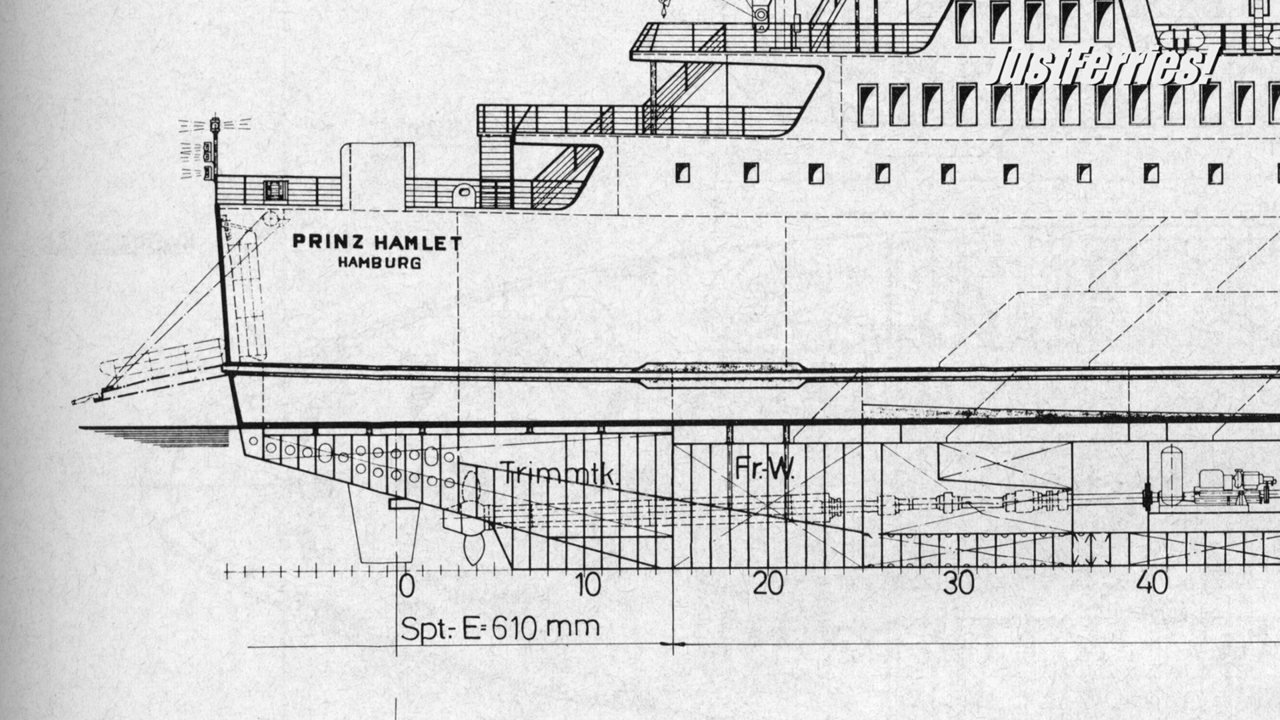 JustFerries!
PRINZ HAMLET
HAMBURG
Trimmtk. Fr.-W.
0 10 20 30 40
Spt.-E=610 mm